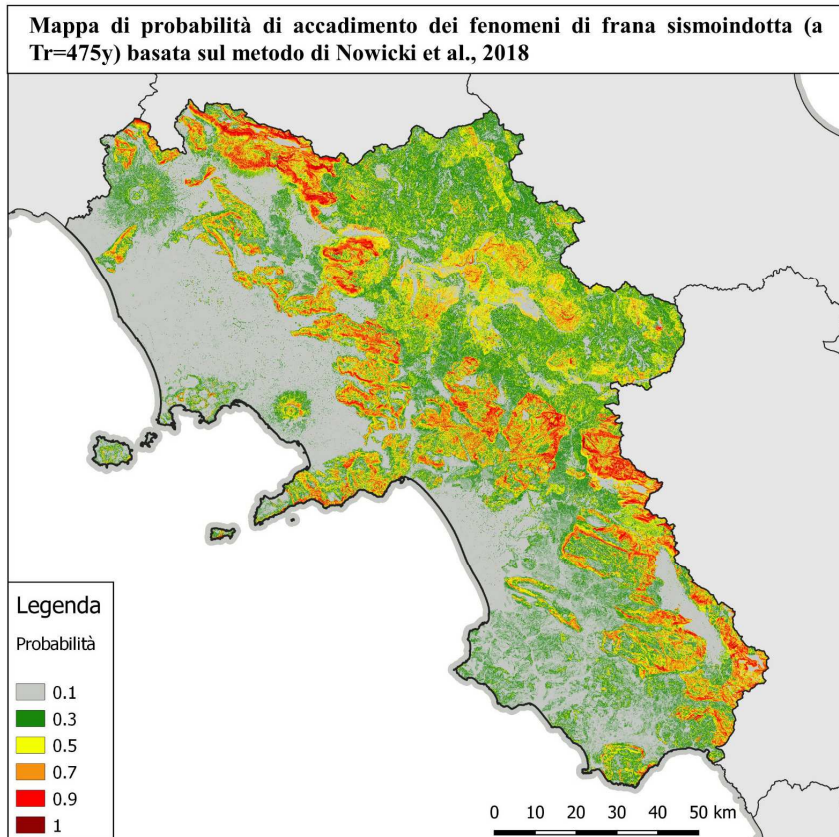 Mappa di probabilità di accadimento dei fenomeni di frana sismoindotta (a
Tr=475y) basata sul metodo di Nowicki et al., 2018
Legenda
Probabilità
0.1
0.3
0.5
0.7
0.9
1
0 10 20 30 40 50 km